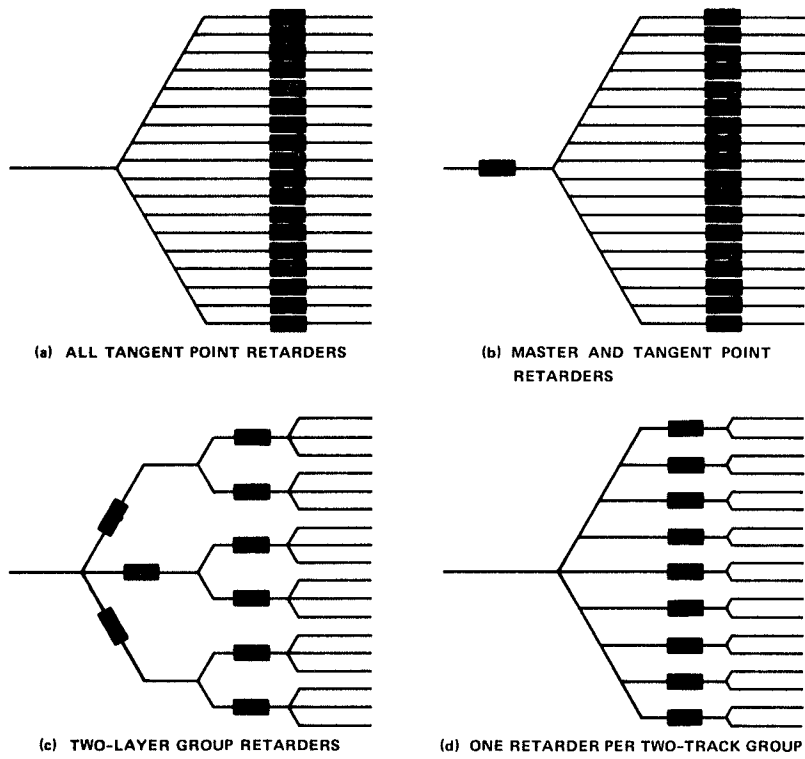 (a) ALL TANGENT POINT RETARDERS
(b) MASTER AND TANGENT POINT
RETARDERS
(c) TWO-LAYER GROUP RETARDERS
(d) ONE RETARDER PER TWO-TRACK GROUP